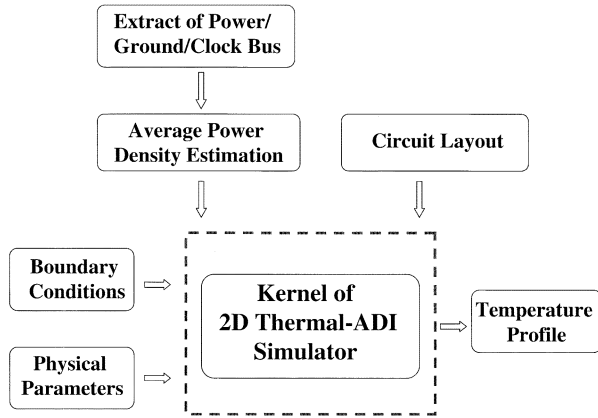 Extract of Power/
Ground/Clock Bus
Average Power
Density Estimation
Circuit Layout
Boundary
Conditions
Kernel of
2D Thermal-ADI
Simulator
Temperature
Profile
Physical
Parameters